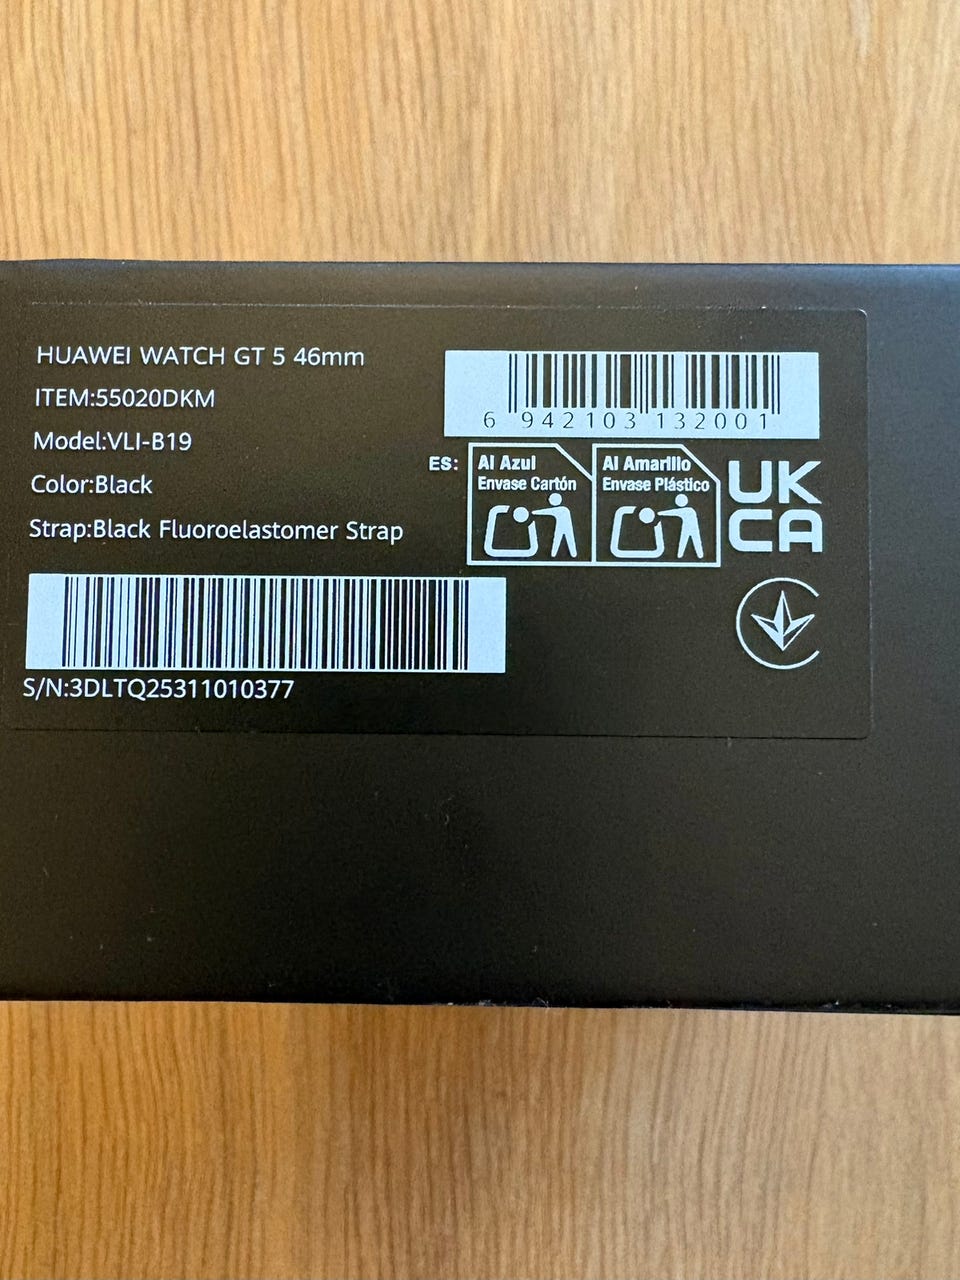 HUAWEI WATCH GT 5 46mm
ITEM:55020DKM
Model:VLI-B19
Color:Black
Strap:Black Fluoroelastomer Strap
S/N:3DLTQ25311010377
6 942103 132001
ES:
Al Azul
Envase Cartón
Al Amarillo
Envase Plástico
UK
CA